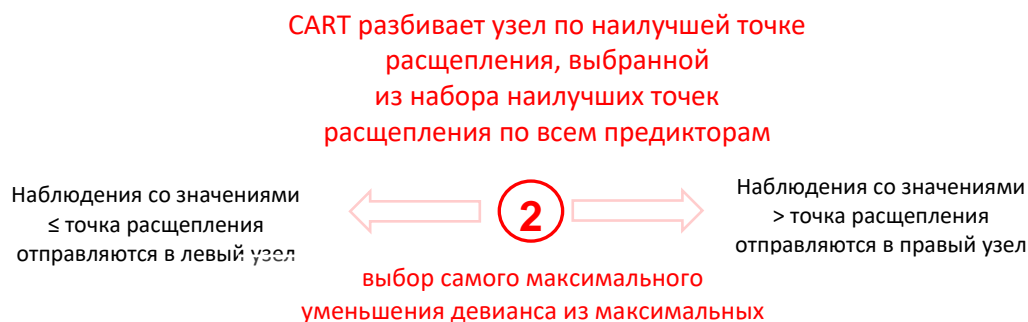 CART разбивает узел по наилучшей точке
расщепления, выбранной
из набора наилучших точек
расщепления по всем предикторам
Наблюдения со значениями
≤ точка расщепления
отправляются в левый узел
2
Наблюдения со значениями
> точка расщепления
отправляются в правый узел
выбор самого максимального
уменьшения девианса из максимальных